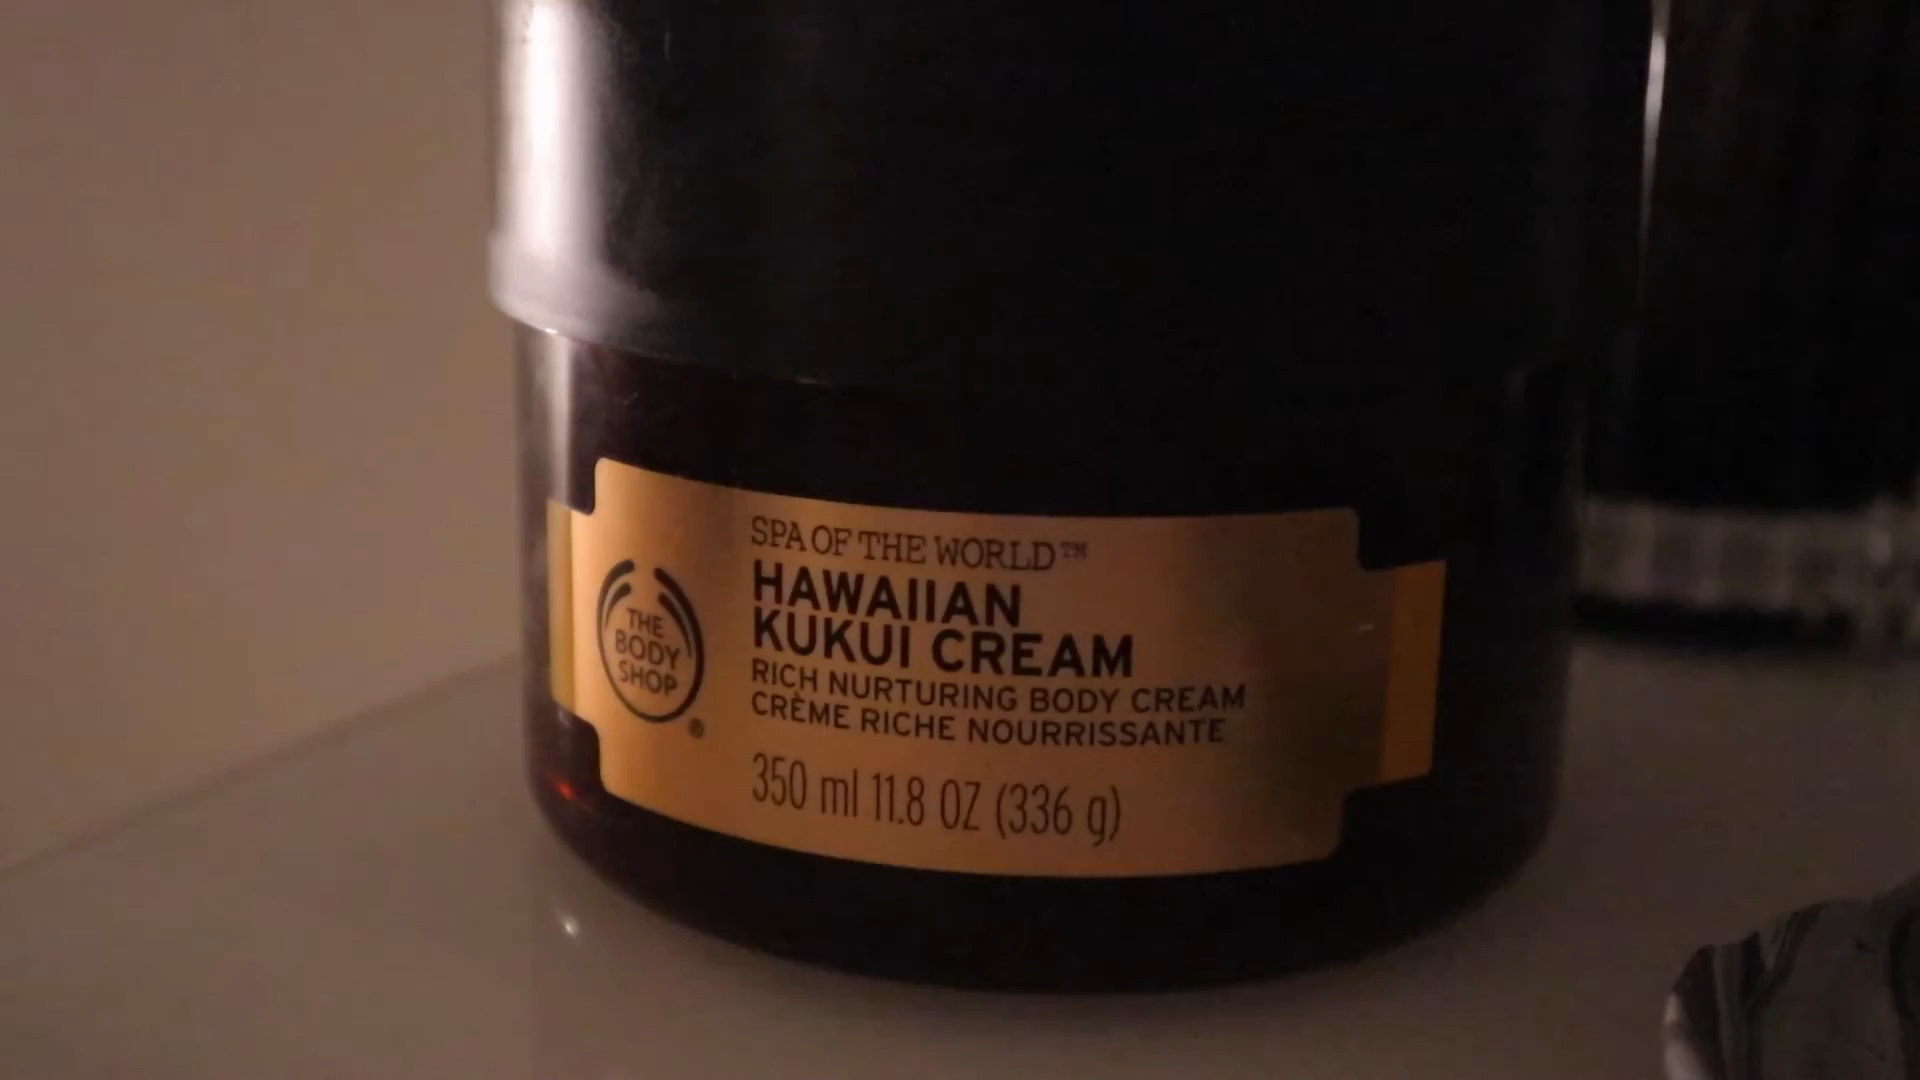 THE
BODY
SHOP
®
SPA OF THE WORLD™
HAWAIIAN
KUKUI CREAM
RICH NURTURING BODY CREAM
CRÈME RICHE NOURRISSANTE
350 ml 11.8 OZ (336 g)